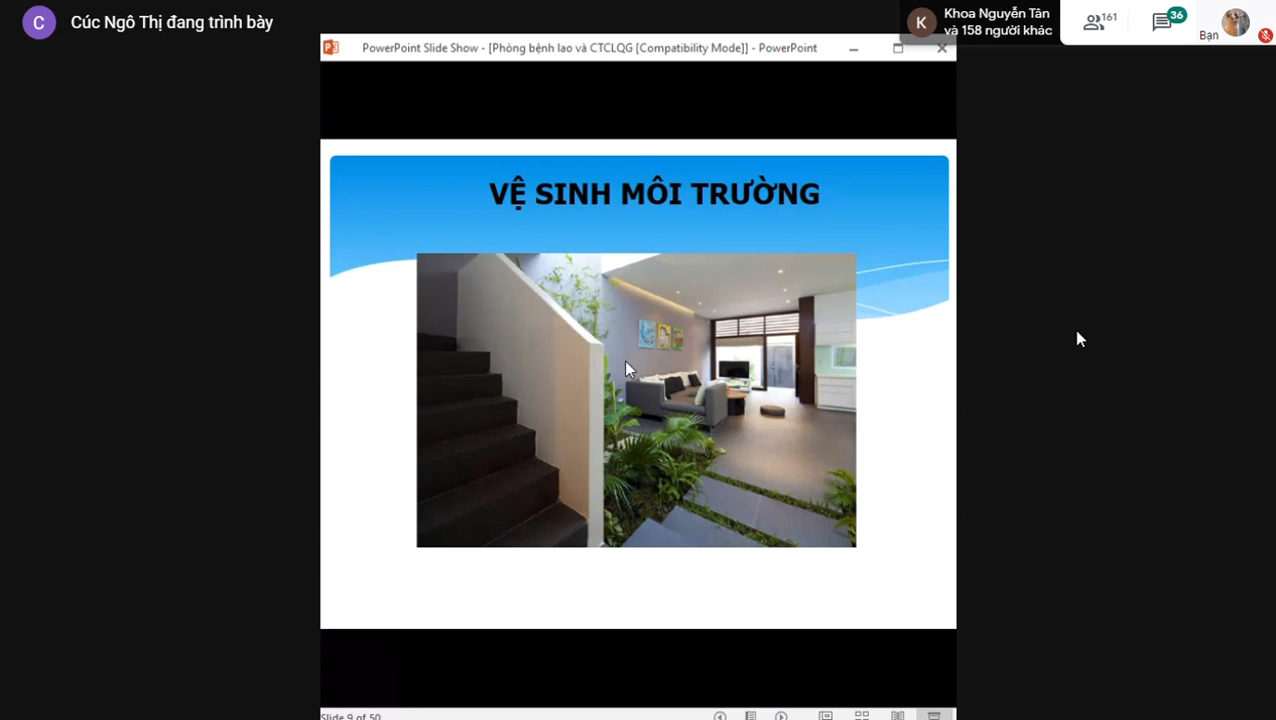 C Cúc Ngô Thị đang trình bày
K Khoa Nguyễn Tân
và 158 người khác
161
36
Bạn
PowerPoint Slide Show - [Phòng bệnh lao và CTCLQG [Compatibility Mode]] - PowerPoint
VỆ SINH MÔI TRƯỜNG
Slide 9 of 50